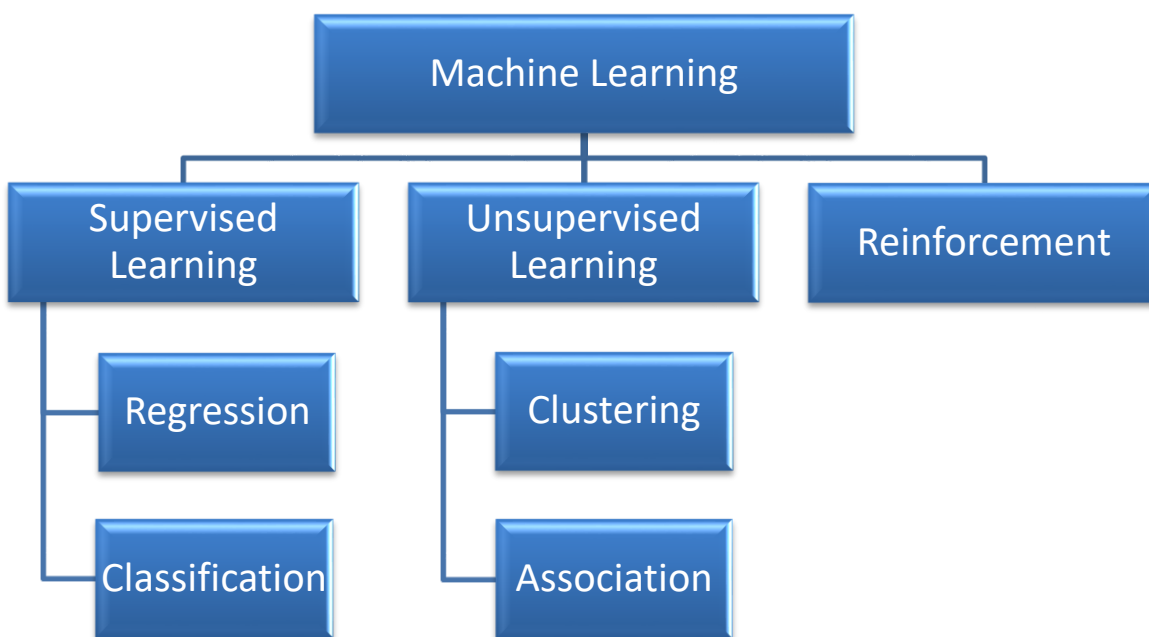 Machine Learning
Supervised
Learning
Unsupervised
Learning
Reinforcement
Regression
Clustering
Classification
Association